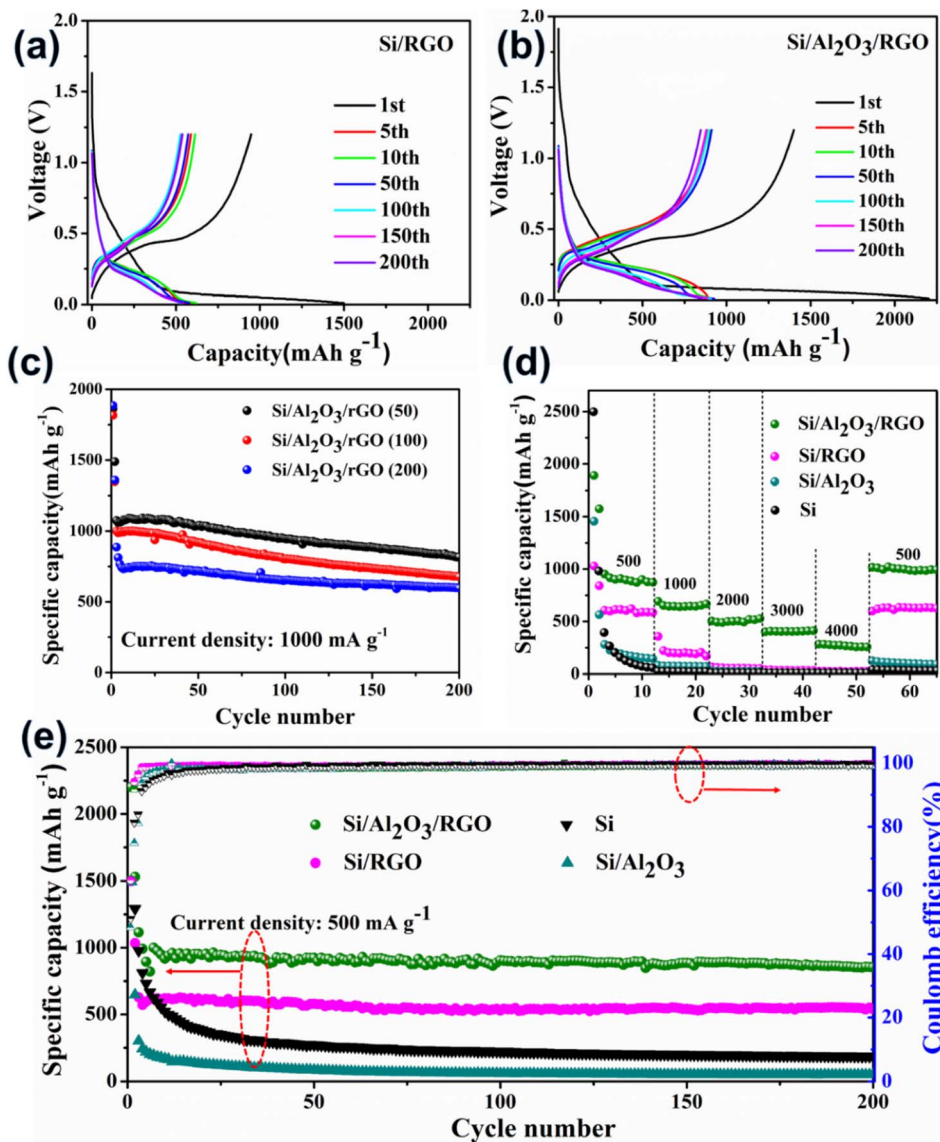 (a)
Si/RGO
1st
5th
10th
50th
100th
150th
200th
Voltage (V)
2.0
1.5
1.0
0.5
0.0
0 500 1000 1500 2000
Capacity(mAh g⁻¹)
(b)
Si/Al₂O₃/RGO
1st
5th
10th
50th
100th
150th
200th
Voltage (V)
2.0
1.5
1.0
0.5
0.0
0 500 1000 1500 2000
Capacity (mAh g⁻¹)
(c)
Si/Al₂O₃/rGO (50)
Si/Al₂O₃/rGO (100)
Si/Al₂O₃/rGO (200)
Current density: 1000 mA g⁻¹
Specific capacity(mAh g⁻¹)
2000
1500
1000
500
0
0 50 100 150 200
Cycle number
(d)
Si/Al₂O₃/RGO
Si/RGO
Si/Al₂O₃
Si
500
1000
2000
3000
4000
500
Specific capacity(mAh g⁻¹)
2500
2000
1500
1000
500
0
0 10 20 30 40 50 60
Cycle number
(e)
Si/Al₂O₃/RGO
Si
Si/RGO
Si/Al₂O₃
Current density: 500 mA g⁻¹
Specific capacity (mAh g⁻¹)
2500
2000
1500
1000
500
0
0 50 100 150 200
Cycle number
100
80
60
40
20
0
Coulomb efficiency(%)